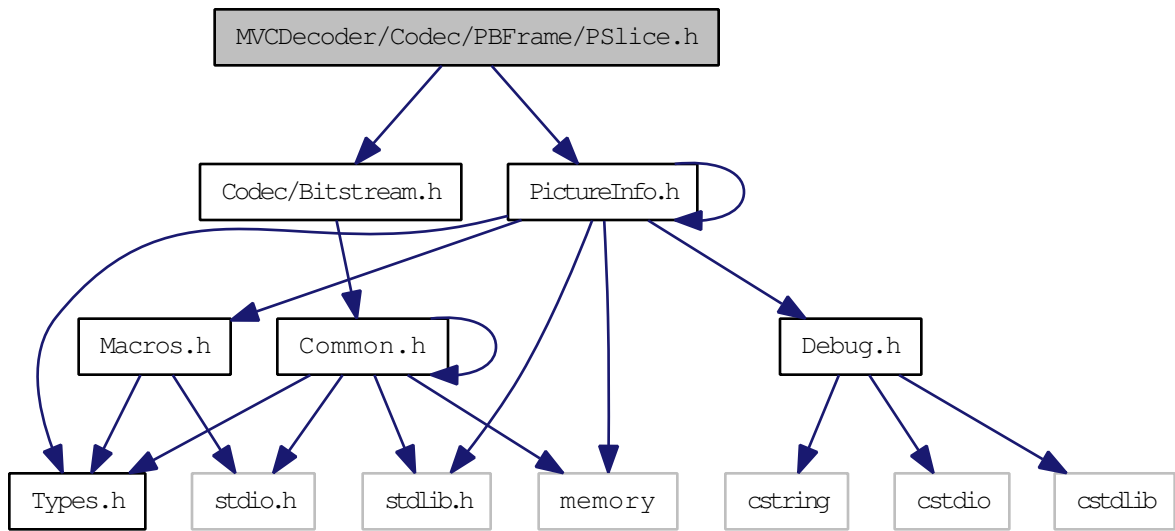 MVCDecoder/Codec/PBFrame/PSlice.h
Codec/Bitstream.h
PictureInfo.h
Macros.h
Common.h
Debug.h
Types.h
stdio.h
stdlib.h
memory
cstring
cstdio
cstdlib